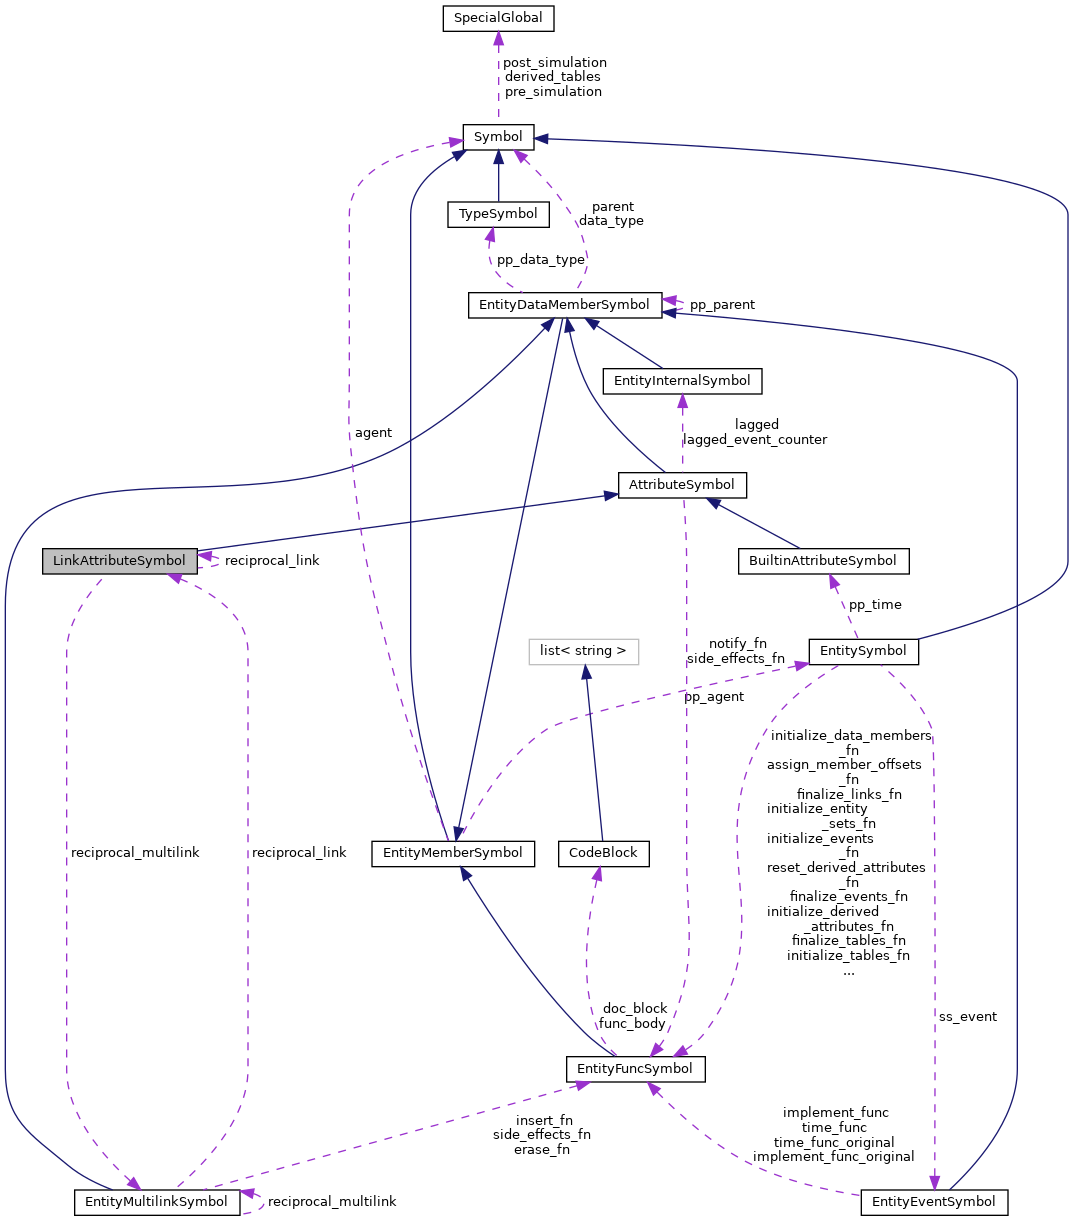 SpecialGlobal
post_simulation
derived_tables
pre_simulation
Symbol
TypeSymbol
parent
data_type
pp_data_type
EntityDataMemberSymbol
pp_parent
EntityInternalSymbol
agent
lagged
lagged_event_counter
AttributeSymbol
LinkAttributeSymbol
reciprocal_link
BuiltinAttributeSymbol
pp_time
list< string >
notify_fn
side_effects_fn
EntitySymbol
pp_agent
initialize_data_members
_fn
assign_member_offsets
_fn
finalize_links_fn
initialize_entity
_sets_fn
initialize_events
_fn
reset_derived_attributes
_fn
finalize_events_fn
initialize_derived
_attributes_fn
finalize_tables_fn
initialize_tables_fn
...
reciprocal_multilink
reciprocal_link
EntityMemberSymbol
CodeBlock
doc_block
func_body
ss_event
EntityFuncSymbol
insert_fn
side_effects_fn
erase_fn
implement_func
time_func
time_func_original
implement_func_original
EntityMultilinkSymbol
reciprocal_multilink
EntityEventSymbol